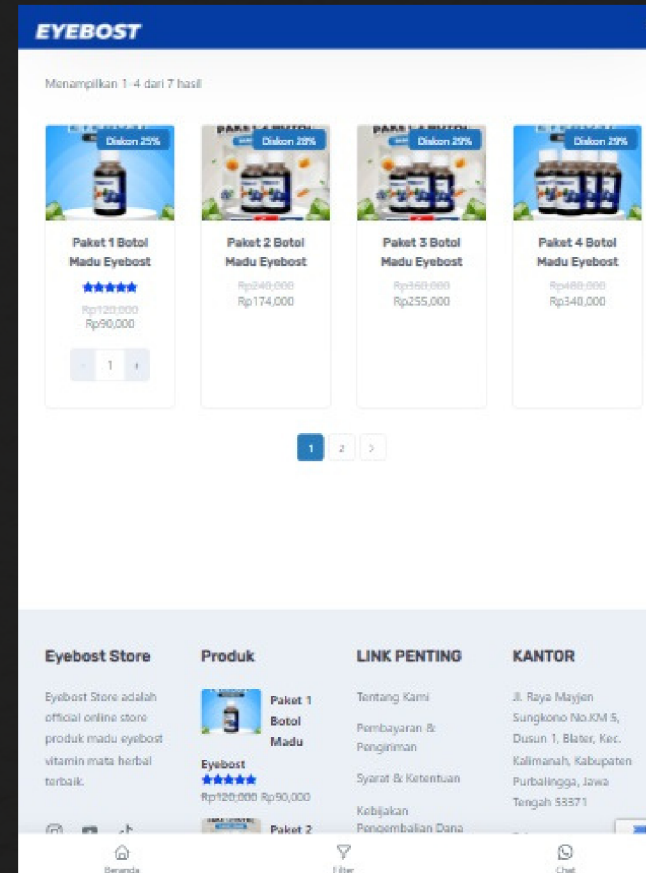 EYEBOST
Menampilkan 1–4 dari 7 hasil
Diskon 25%
Diskon 28%
Diskon 29%
Diskon 29%
Paket 1 Botol
Madu Eyebost
Rp120,000
Rp90,000
- 1 +
Paket 2 Botol
Madu Eyebost
Rp240,000
Rp174,000
Paket 3 Botol
Madu Eyebost
Rp360,000
Rp255,000
Paket 4 Botol
Madu Eyebost
Rp480,000
Rp340,000
1 2 >
Eyebost Store
Eyebost Store adalah
official online store
produk madu eyebost
vitamin mata herbal
terbaik.
Produk
Paket 1
Botol
Madu
Eyebost
Rp120,000 Rp90,000
Paket 2
LINK PENTING
Tentang Kami
Pembayaran &
Pengiriman
Syarat & Ketentuan
Kebijakan
Pengembalian Dana
KANTOR
Jl. Raya Mayjen
Sungkono No.KM 5,
Dusun 1, Blater, Kec.
Kalimanah, Kabupaten
Purbalingga, Jawa
Tengah 53371
Beranda
Filter
Chat